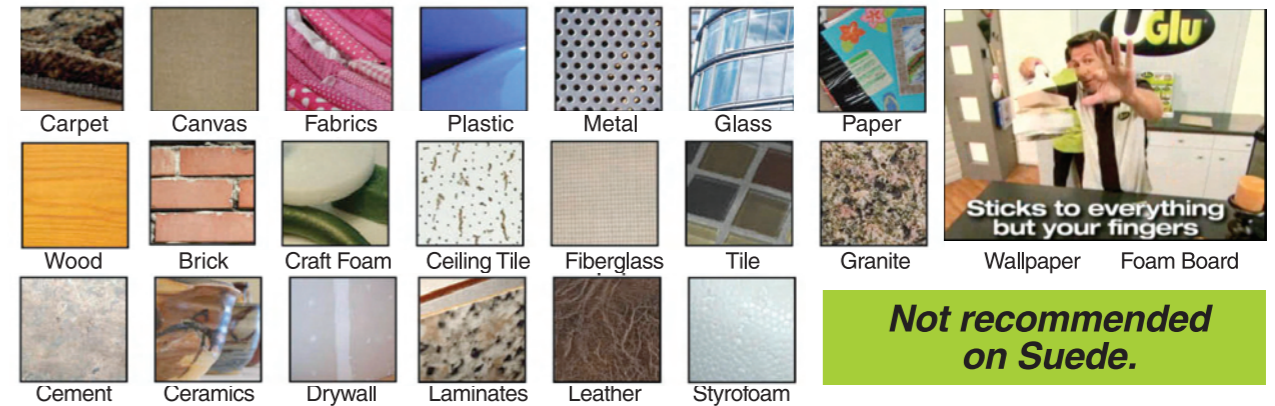 UGlu
Carpet Canvas Fabrics Plastic Metal Glass Paper
Sticks to everything
but your fingers
Wood Brick Craft Foam Ceiling Tile Fiberglass Tile Granite Wallpaper Foam Board
Not recommended
on Suede.
Cement Ceramics Drywall Laminates Leather Styrofoam